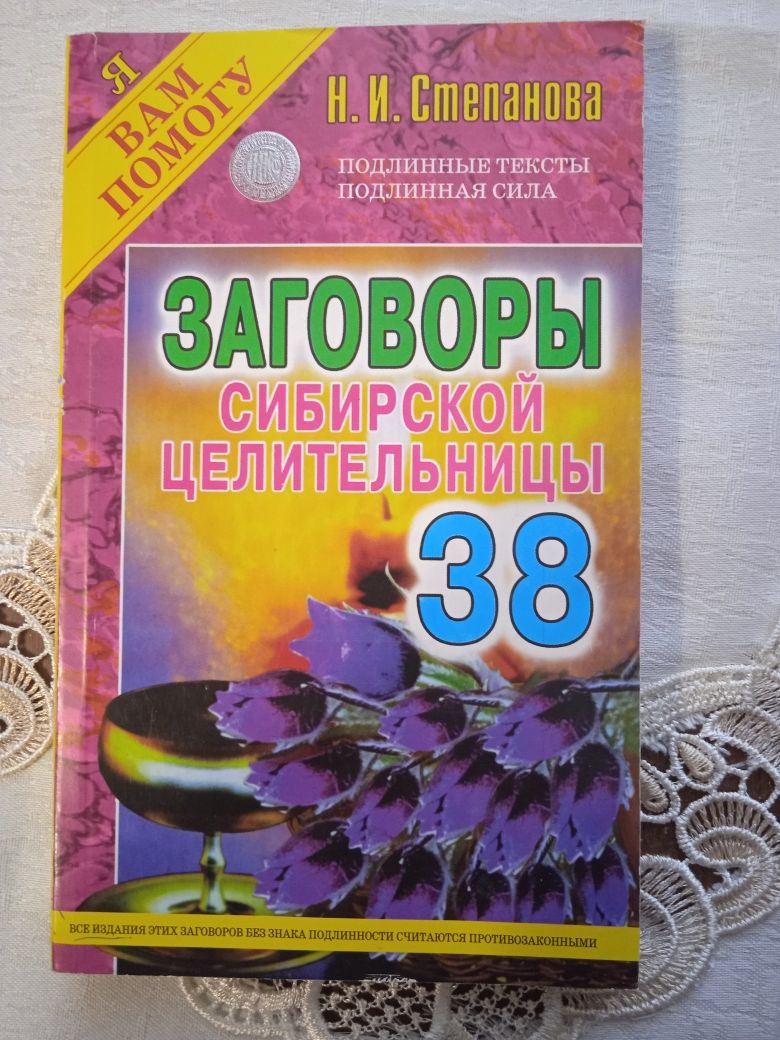 Я
ВАМ
ПОМОГУ
Н. И. Степанова
ПОДЛИННЫЕ ТЕКСТЫ
ПОДЛИННАЯ СИЛА
ЗАГОВОРЫ
СИБИРСКОЙ
ЦЕЛИТЕЛЬНИЦЫ
38
ВСЕ ИЗДАНИЯ ЭТИХ ЗАГОВОРОВ БЕЗ ЗНАКА ПОДЛИННОСТИ СЧИТАЮТСЯ ПРОТИВОЗАКОННЫМИ